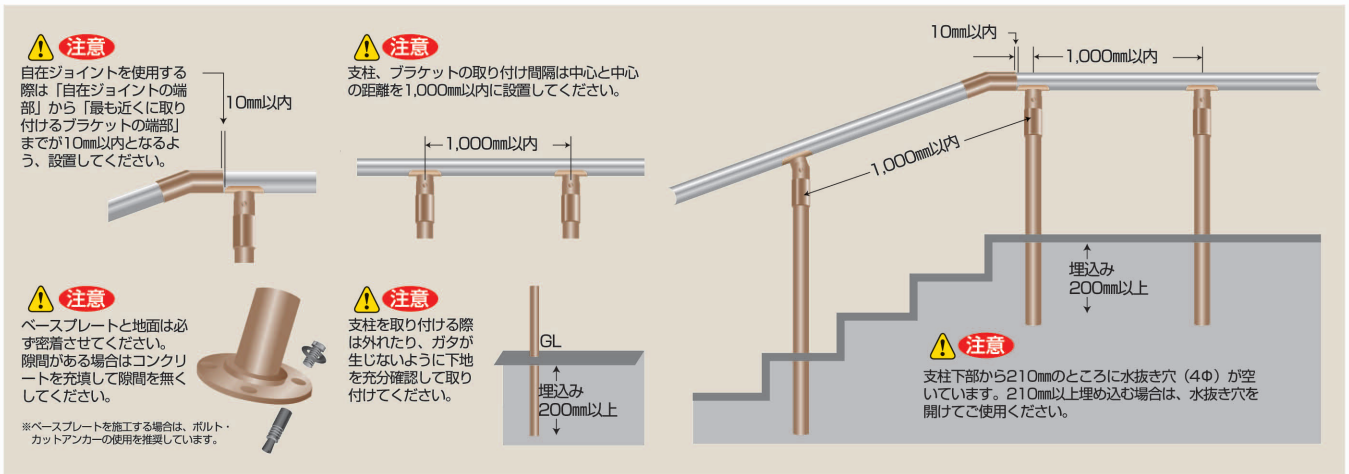 注意
自在ジョイントを使用する
際は「自在ジョイントの端
部」から「最も近くに取り
付けるブラケットの端部」
までが10㎜以内となるよ
う、設置してください。
10㎜以内
注意
支柱、ブラケットの取り付け間隔は中心と中心
の距離を1,000㎜以内に設置してください。
1,000㎜以内
注意
ベースプレートと地面は必
ず密着させてください。
隙間がある場合はコンクリ
ートを充填して隙間を無く
してください。
※ベースプレートを施工する場合は、ボルト・
カットアンカーの使用を推奨しています。
注意
支柱を取り付ける際
は外れたり、ガタが
生じないように下地
を充分確認して取り
付けてください。
GL
埋込み
200㎜以上
10㎜以内
1,000㎜以内
1,000㎜以内
埋込み
200㎜以上
注意
支柱下部から210㎜のところに水抜き穴（4Φ）が空
いています。210㎜以上埋め込む場合は、水抜き穴を
開けてご使用ください。